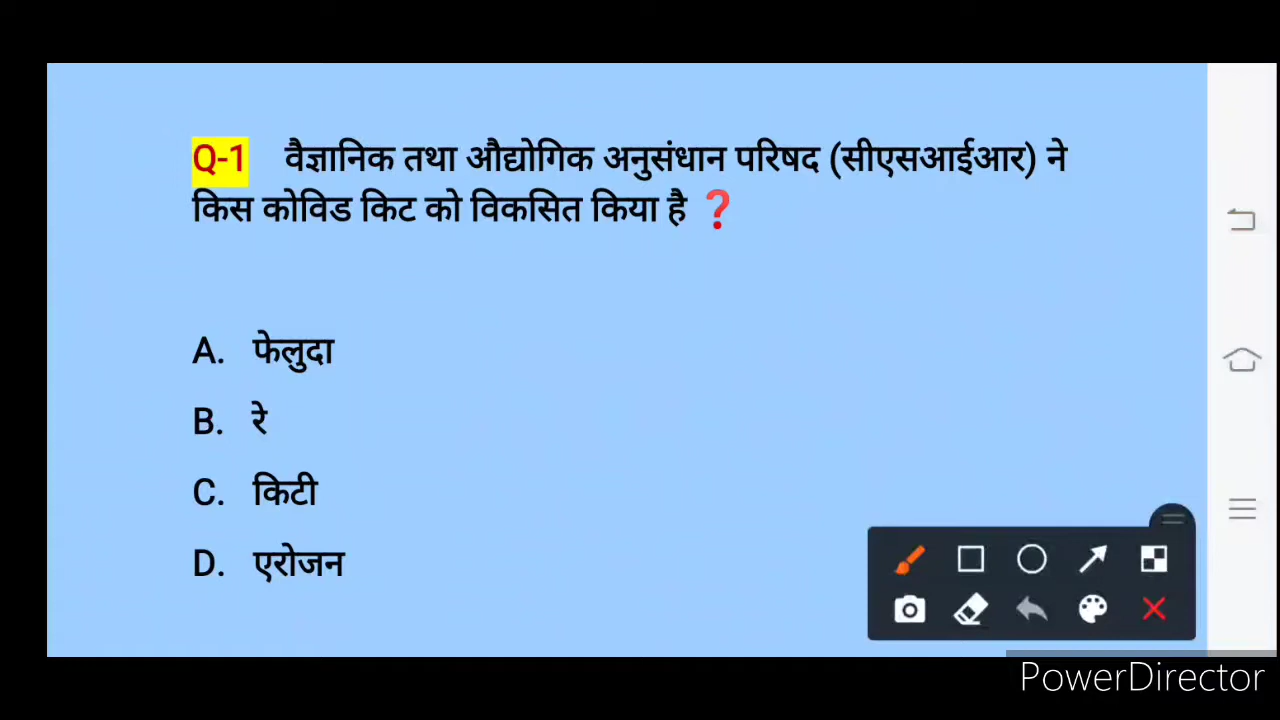 Q-1 वैज्ञानिक तथा औद्योगिक अनुसंधान परिषद (सीएसआईआर) ने
किस कोविड किट को विकसित किया है ❓
A. फेलुदा
B. रे
C. किटी
D. एरोजन
PowerDirector